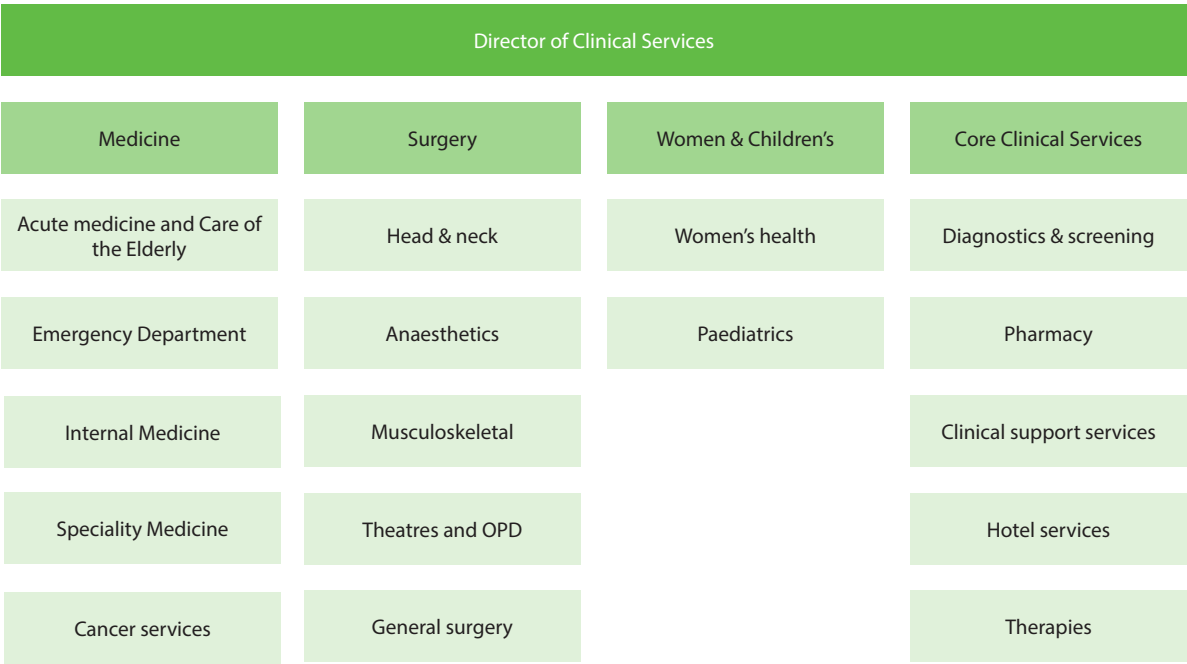 Director of Clinical Services
Medicine
Surgery
Women & Children’s
Core Clinical Services
Acute medicine and Care of
the Elderly
Head & neck
Women’s health
Diagnostics & screening
Emergency Department
Anaesthetics
Paediatrics
Pharmacy
Internal Medicine
Musculoskeletal
Clinical support services
Speciality Medicine
Theatres and OPD
Hotel services
Cancer services
General surgery
Therapies